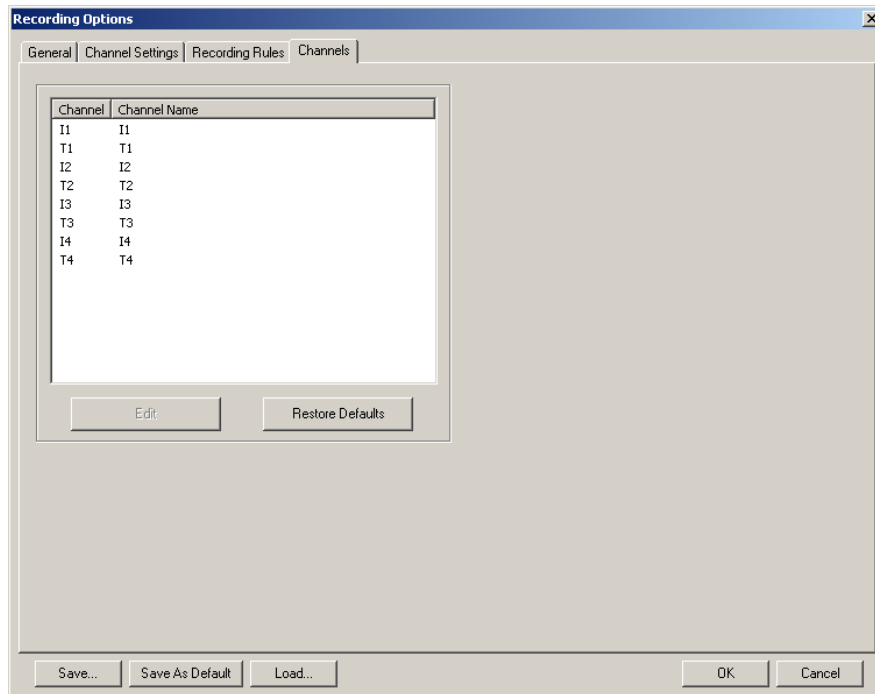 Recording Options
General Channel Settings Recording Rules Channels
Channel Channel Name
I1 I1
T1 T1
I2 I2
T2 T2
I3 I3
T3 T3
I4 I4
T4 T4
Edit Restore Defaults
Save... Save As Default Load... OK Cancel